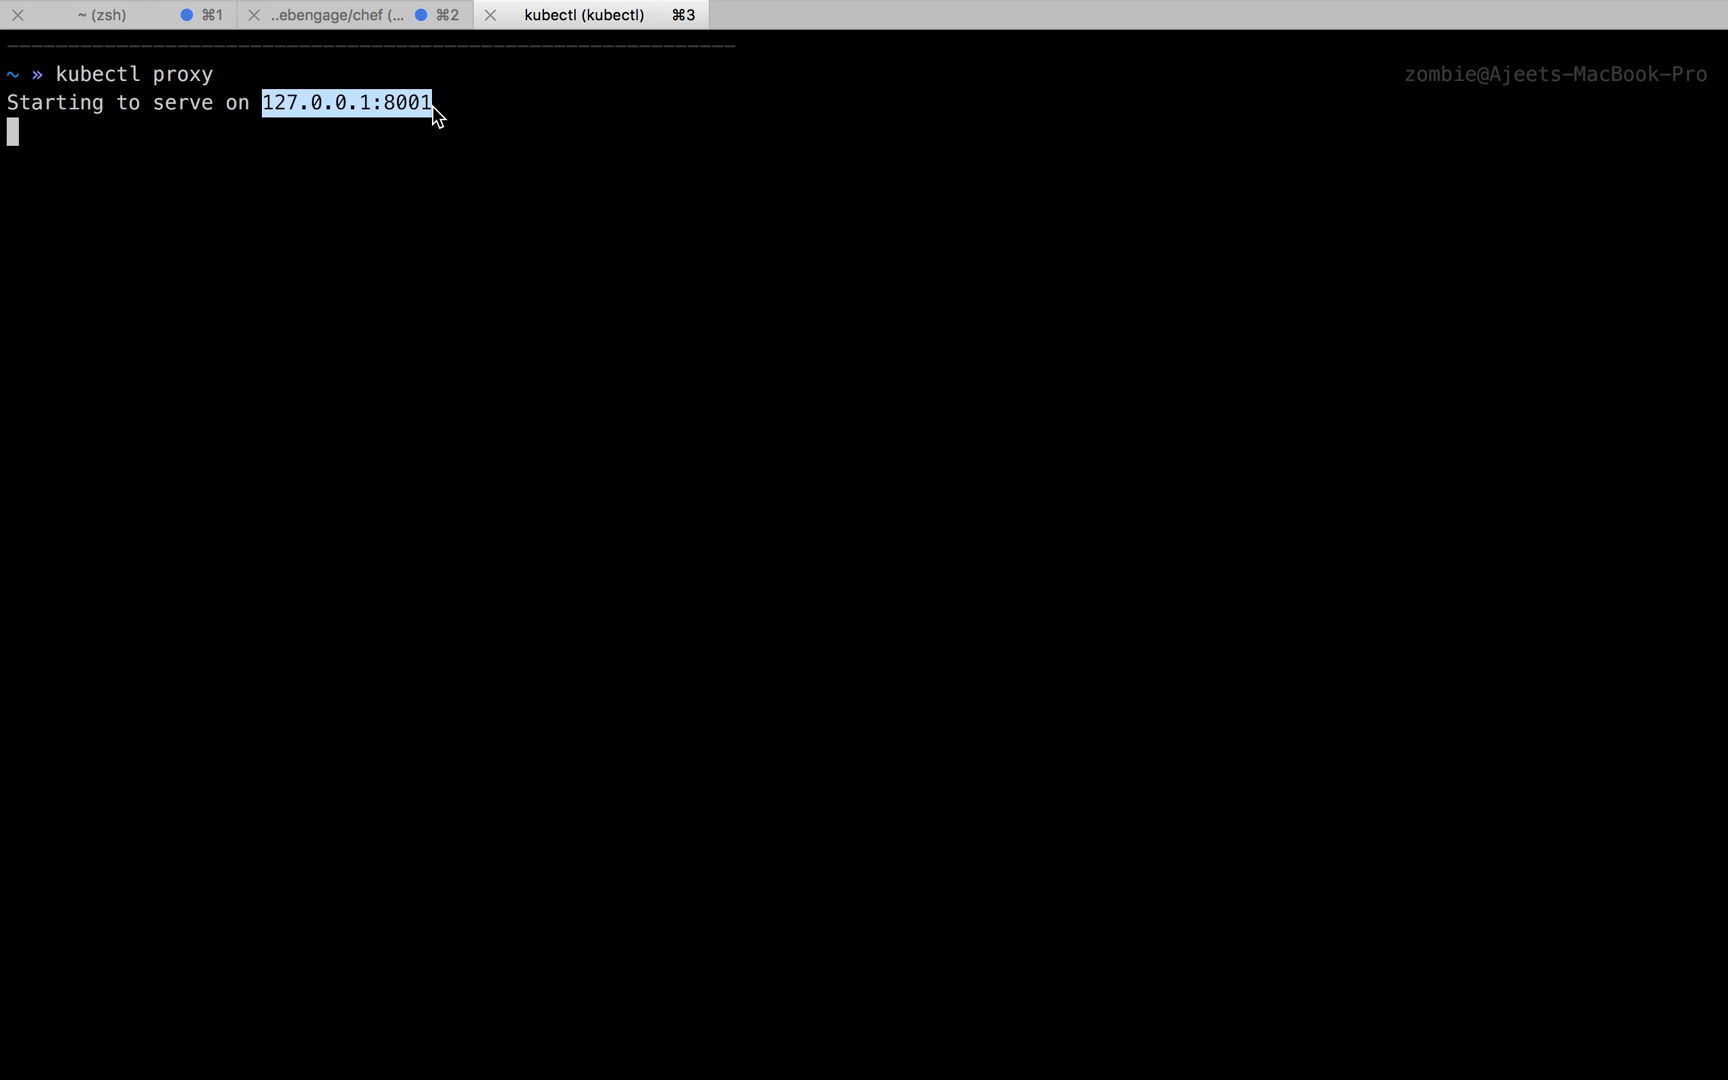 ~ (zsh) ⌘1 ..ebengage/chef (... ⌘2 kubectl (kubectl) ⌘3
~ » kubectl proxy zombie@Ajeets-MacBook-Pro
Starting to serve on 127.0.0.1:8001